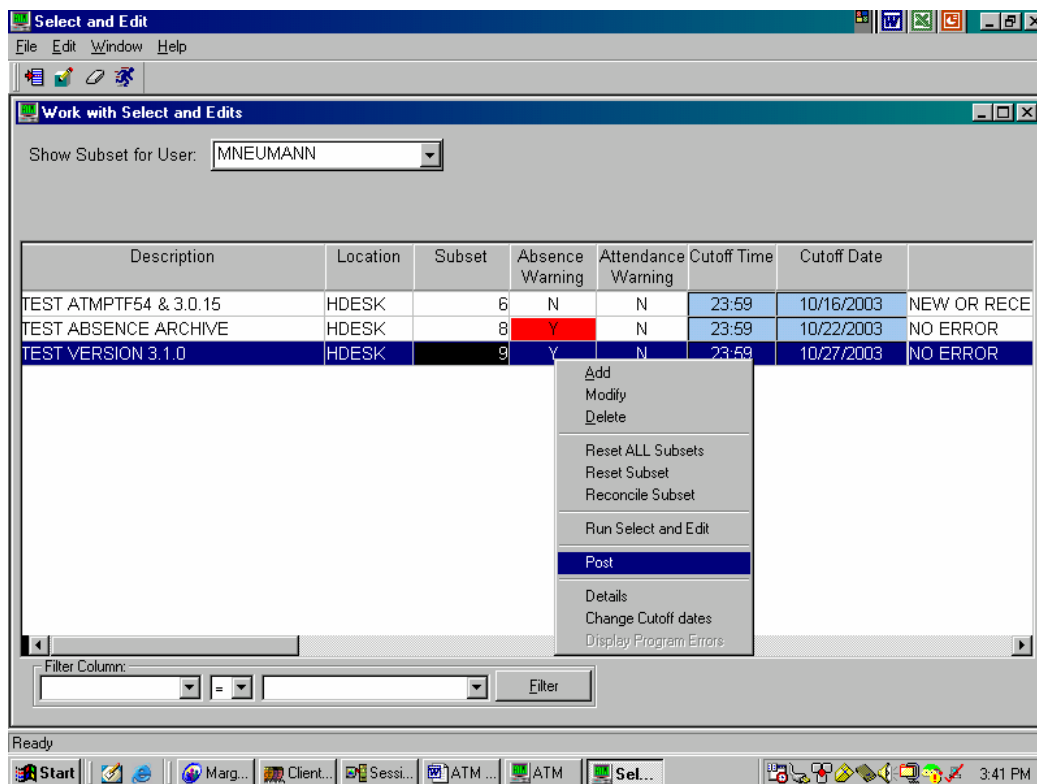 Select and Edit
File Edit Window Help
Work with Select and Edits
Show Subset for User: MNEUMANN
Description Location Subset Absence Warning Attendance Warning Cutoff Time Cutoff Date
TEST ATMPTF54 & 3.0.15 HDESK 6 N N 23:59 10/16/2003 NEW OR RECE
TEST ABSENCE ARCHIVE HDESK 8 Y N 23:59 10/22/2003 NO ERROR
TEST VERSION 3.1.0 HDESK 9 Y N 23:59 10/27/2003 NO ERROR
Add
Modify
Delete
Reset ALL Subsets
Reset Subset
Reconcile Subset
Run Select and Edit
Post
Details
Change Cutoff dates
Display Program Errors
Filter Column:
= Filter
Ready
Start Marg... Client... Sessi... ATM ... ATM Sel... 3:41 PM